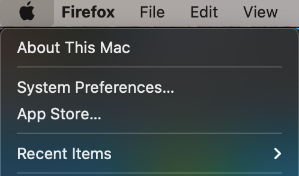 Firefox File Edit View
About This Mac
System Preferences...
App Store...
Recent Items